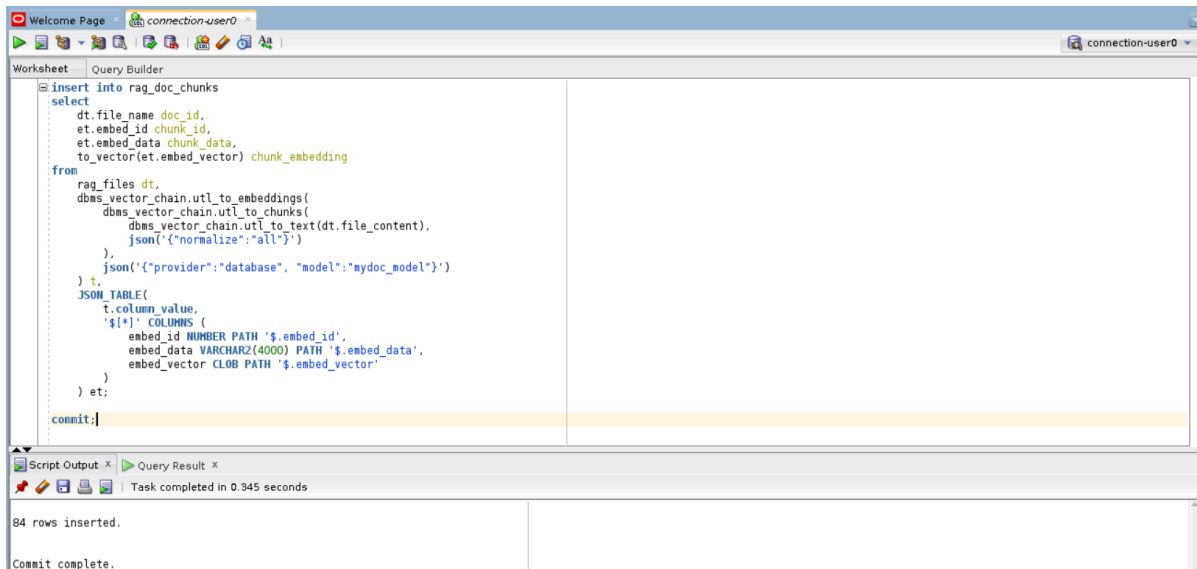 Welcome Page
connection-user0
connection-user0
Worksheet
Query Builder
insert into rag_doc_chunks
select
    dt.file_name doc_id,
    et.embed_id chunk_id,
    et.embed_data chunk_data,
    to_vector(et.embed_vector) chunk_embedding
from
    rag_files dt,
    dbms_vector_chain.utl_to_embeddings(
        dbms_vector_chain.utl_to_chunks(
            dbms_vector_chain.utl_to_text(dt.file_content),
            json('{"normalize":"all"}')
        ),
        json('{"provider":"database", "model":"mydoc_model"}')
    ) t,
    JSON_TABLE(
        t.column_value,
        '$[*]' COLUMNS (
            embed_id NUMBER PATH '$.embed_id',
            embed_data VARCHAR2(4000) PATH '$.embed_data',
            embed_vector CLOB PATH '$.embed_vector'
        )
    ) et;
commit;
Script Output
Query Result
Task completed in 0.345 seconds
84 rows inserted.
Commit complete.